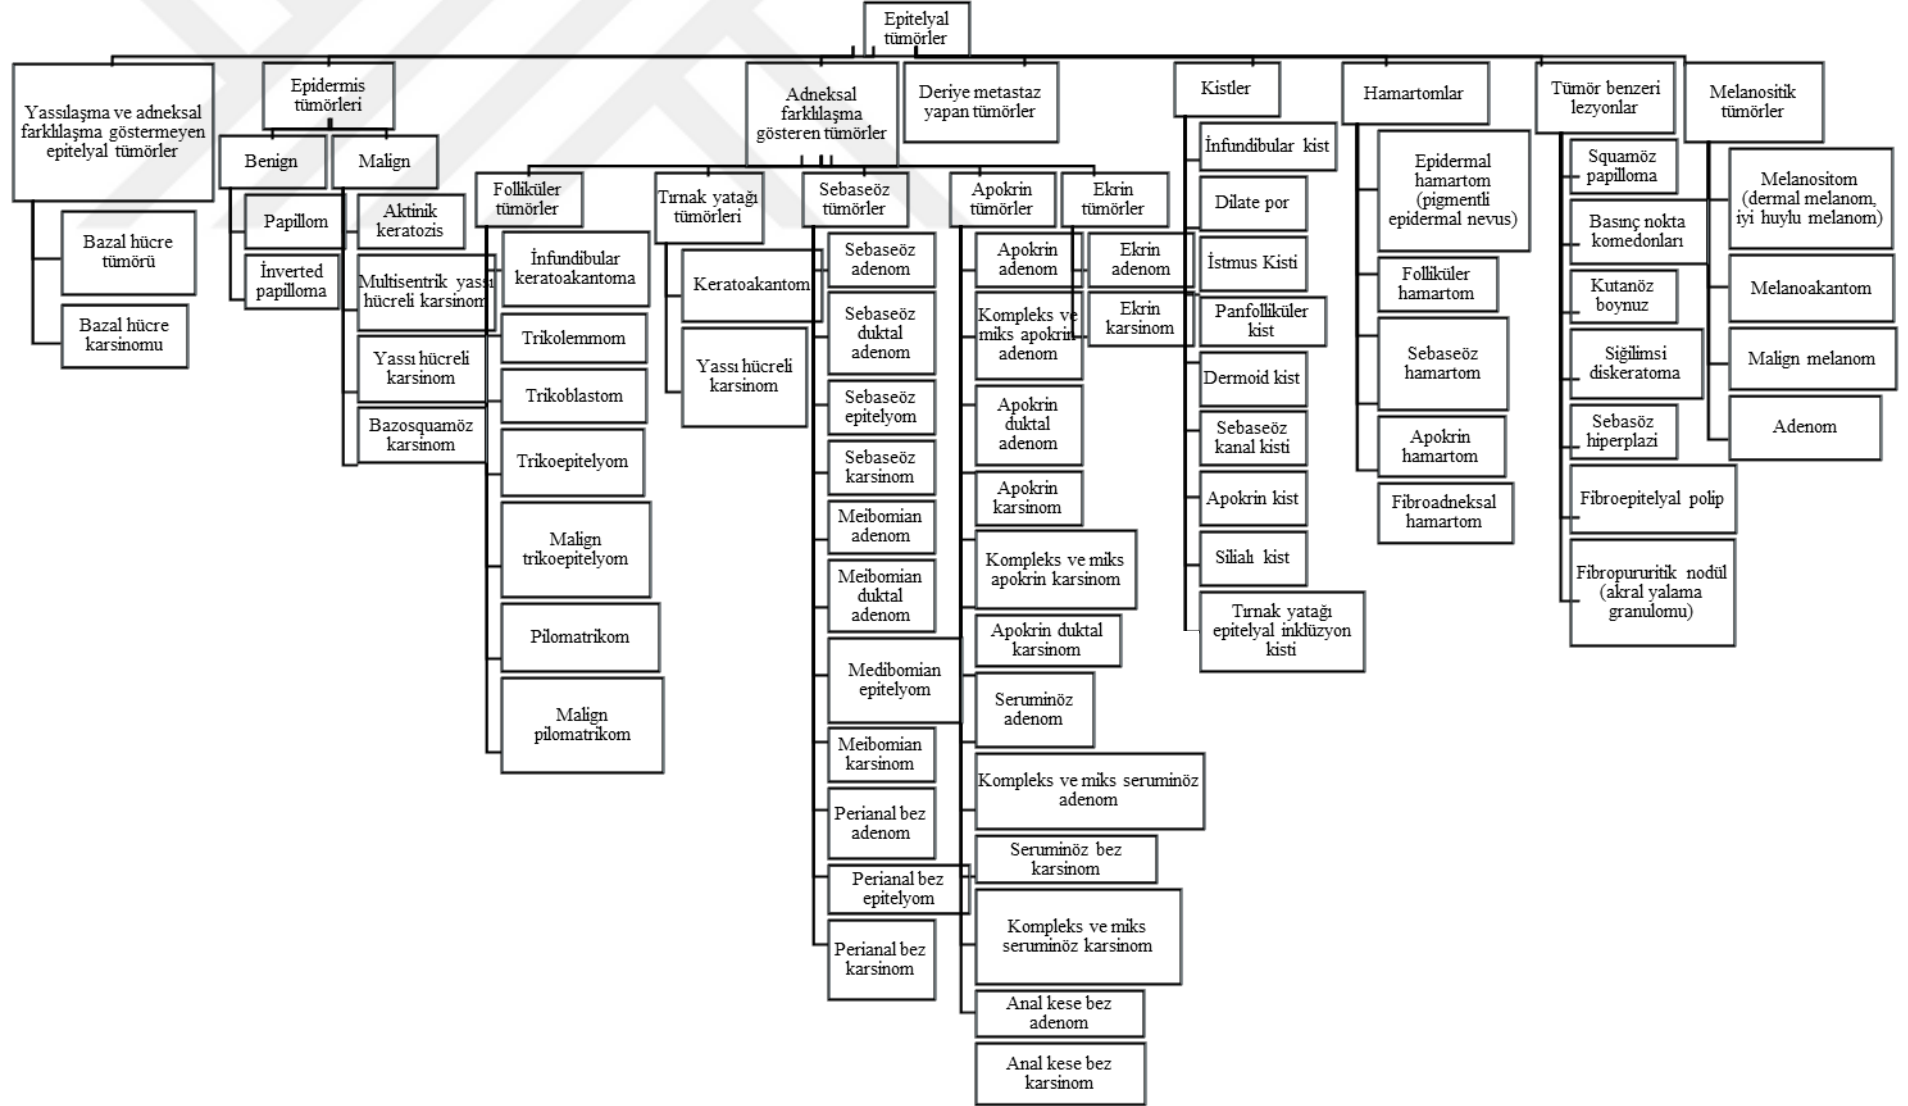 Epitelyal
tümörler
Yassılaşma ve adneksal
farklılaşma göstermeyen
epitelyal tümörler
Bazal hücre
tümörü
Bazal hücre
karsinomu
Epidermis
tümörleri
Benign
Papillom
İnverted
papilloma
Malign
Aktinik
keratozis
Multisentrik yassı
hücreli karsinom
Yassı hücreli
karsinom
Bazosquamöz
karsinom
Adneksal
farklılaşma
gösteren tümörler
Folliküler
tümörler
İnfundibular
keratoakantoma
Trikolemmom
Trikoblastom
Trikoepitelyom
Malign
trikoepitelyom
Pilomatrikom
Malign
pilomatrikom
Tırnak yatağı
tümörleri
Keratoakantom
Yassı hücreli
karsinom
Sebaseöz
tümörler
Sebaseöz
adenom
Sebaseöz
duktal
adenom
Sebaseöz
epitelyom
Sebaseöz
karsinom
Meibomian
adenom
Meibomian
duktal
adenom
Medibomian
epitelyom
Meibomian
karsinom
Perianal bez
adenom
Perianal bez
epitelyom
Perianal bez
karsinom
Apokrin
tümörler
Apokrin
adenom
Kompleks ve
miks apokrin
adenom
Apokrin
duktal
adenom
Apokrin
karsinom
Kompleks ve miks
apokrin karsinom
Apokrin duktal
karsinom
Seruminöz
adenom
Kompleks ve miks seruminöz
adenom
Seruminöz bez
karsinom
Kompleks ve miks
seruminöz karsinom
Anal kese bez
adenom
Anal kese bez
karsinom
Ekrin
tümörler
Ekrin
adenom
Ekrin
karsinom
Deriye metastaz
yapan tümörler
Kistler
İnfundibular kist
Dilate por
İstmus Kisti
Panfolliküler
kist
Dermoid kist
Sebaseöz
kanal kisti
Apokrin kist
Silialı kist
Tırnak yatağı
epitelyal inklüzyon
kisti
Hamartomlar
Epidermal
hamartom
(pigmentli
epidermal nevus)
Folliküler
hamartom
Sebaseöz
hamartom
Apokrin
hamartom
Fibroadneksal
hamartom
Tümör benzeri
lezyonlar
Squamöz
papilloma
Basınç nokta
komedonları
Kutanöz
boynuz
Siğilimsi
diskeratoma
Sebasöz
hiperplazi
Fibroepitelyal polip
Fibropururitik nodül
(akral yalama
granulomu)
Melanositik
tümörler
Melanositom
(dermal melanom,
iyi huylu melanom)
Melanoakantom
Malign melanom
Adenom